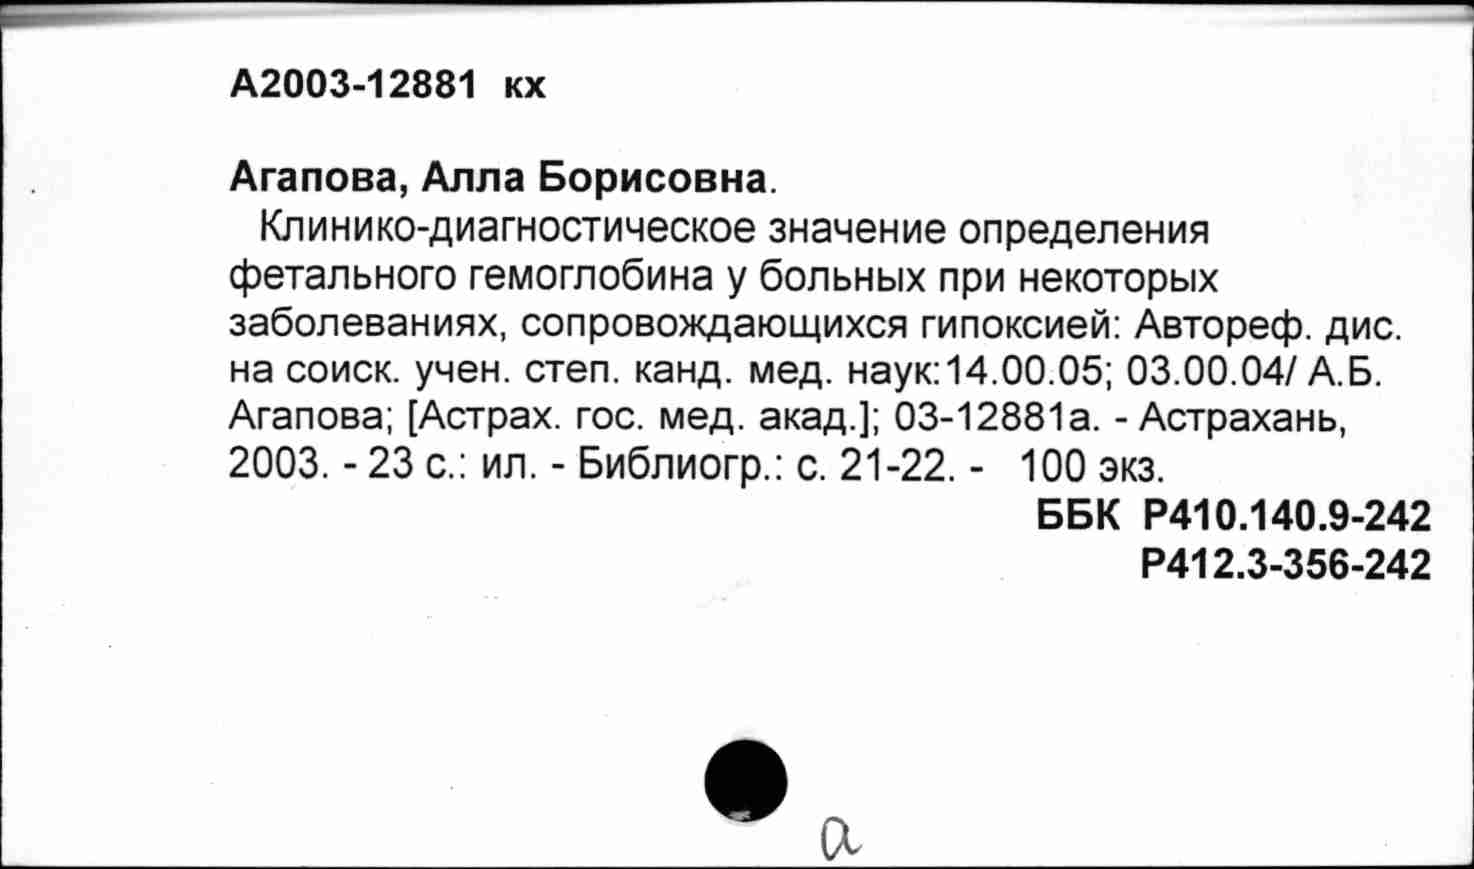 А2003-12881 кх
Агапова, Алла Борисовна.
Клинико-диагностическое значение определения
фетального гемоглобина у больных при некоторых
заболеваниях, сопровождающихся гипоксией: Автореф. дис.
на соиск. учен. степ. канд. мед. наук:14.00.05; 03.00.04/ А.Б.
Агапова; [Астрах. гос. мед. акад.]; 03-12881а. - Астрахань,
2003. - 23 с.: ил. - Библиогр.: с. 21-22. - 100 экз.
ББК Р410.140.9-242
Р412.3-356-242
а